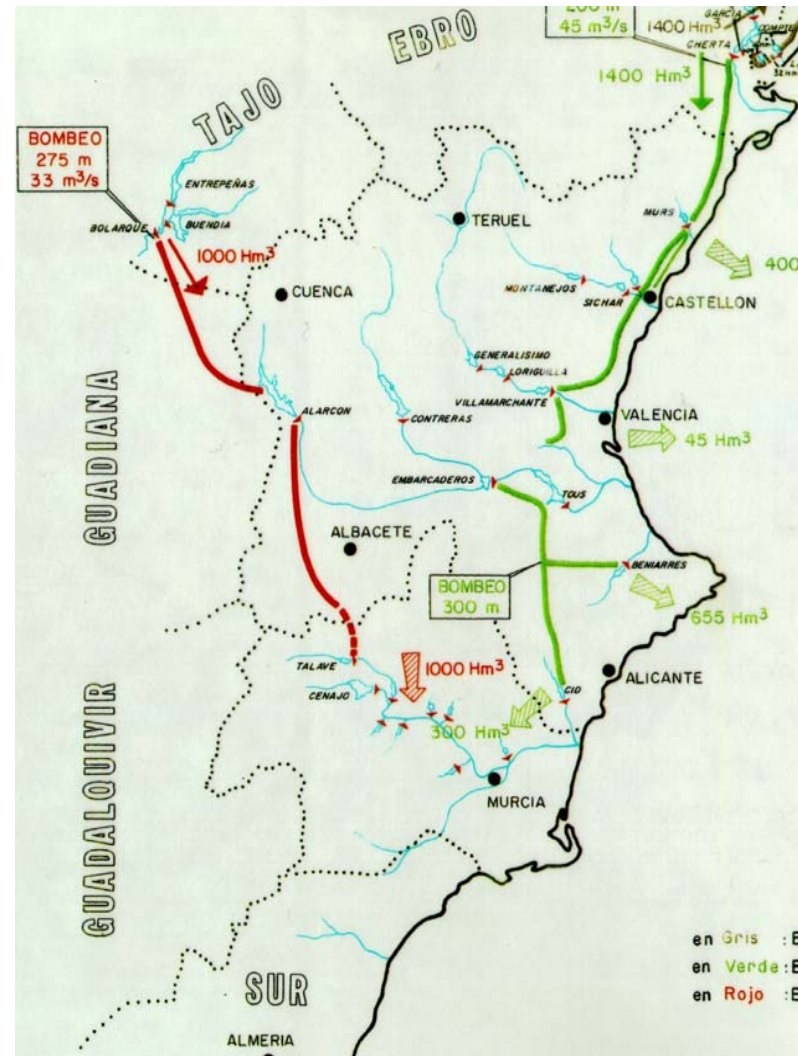 200 m
45 m³/s
1400 Hm³
GARCIA
CHERTA
1400 Hm³
EBRO
TAJO
BOMBEO
275 m
33 m³/s
ENTREPEÑAS
BUENDIA
BOLARQUE
1000 Hm³
TERUEL
MURS
400
CUENCA
MONTANEJOS
SICHAR
CASTELLON
GENERALISIMO
LORIGUILLA
VILLAMARCHANTE
ALARCON
CONTRERAS
VALENCIA
45 Hm³
GUADIANA
EMBARCADEROS
TOUS
ALBACETE
BOMBEO
300 m
BENIARRES
655 Hm³
TALAVE
1000 Hm³
CENAJO
CID
ALICANTE
300 Hm³
MURCIA
GUADALQUIVIR
en Gris : E
en Verde : E
en Rojo : E
SUR
ALMERIA